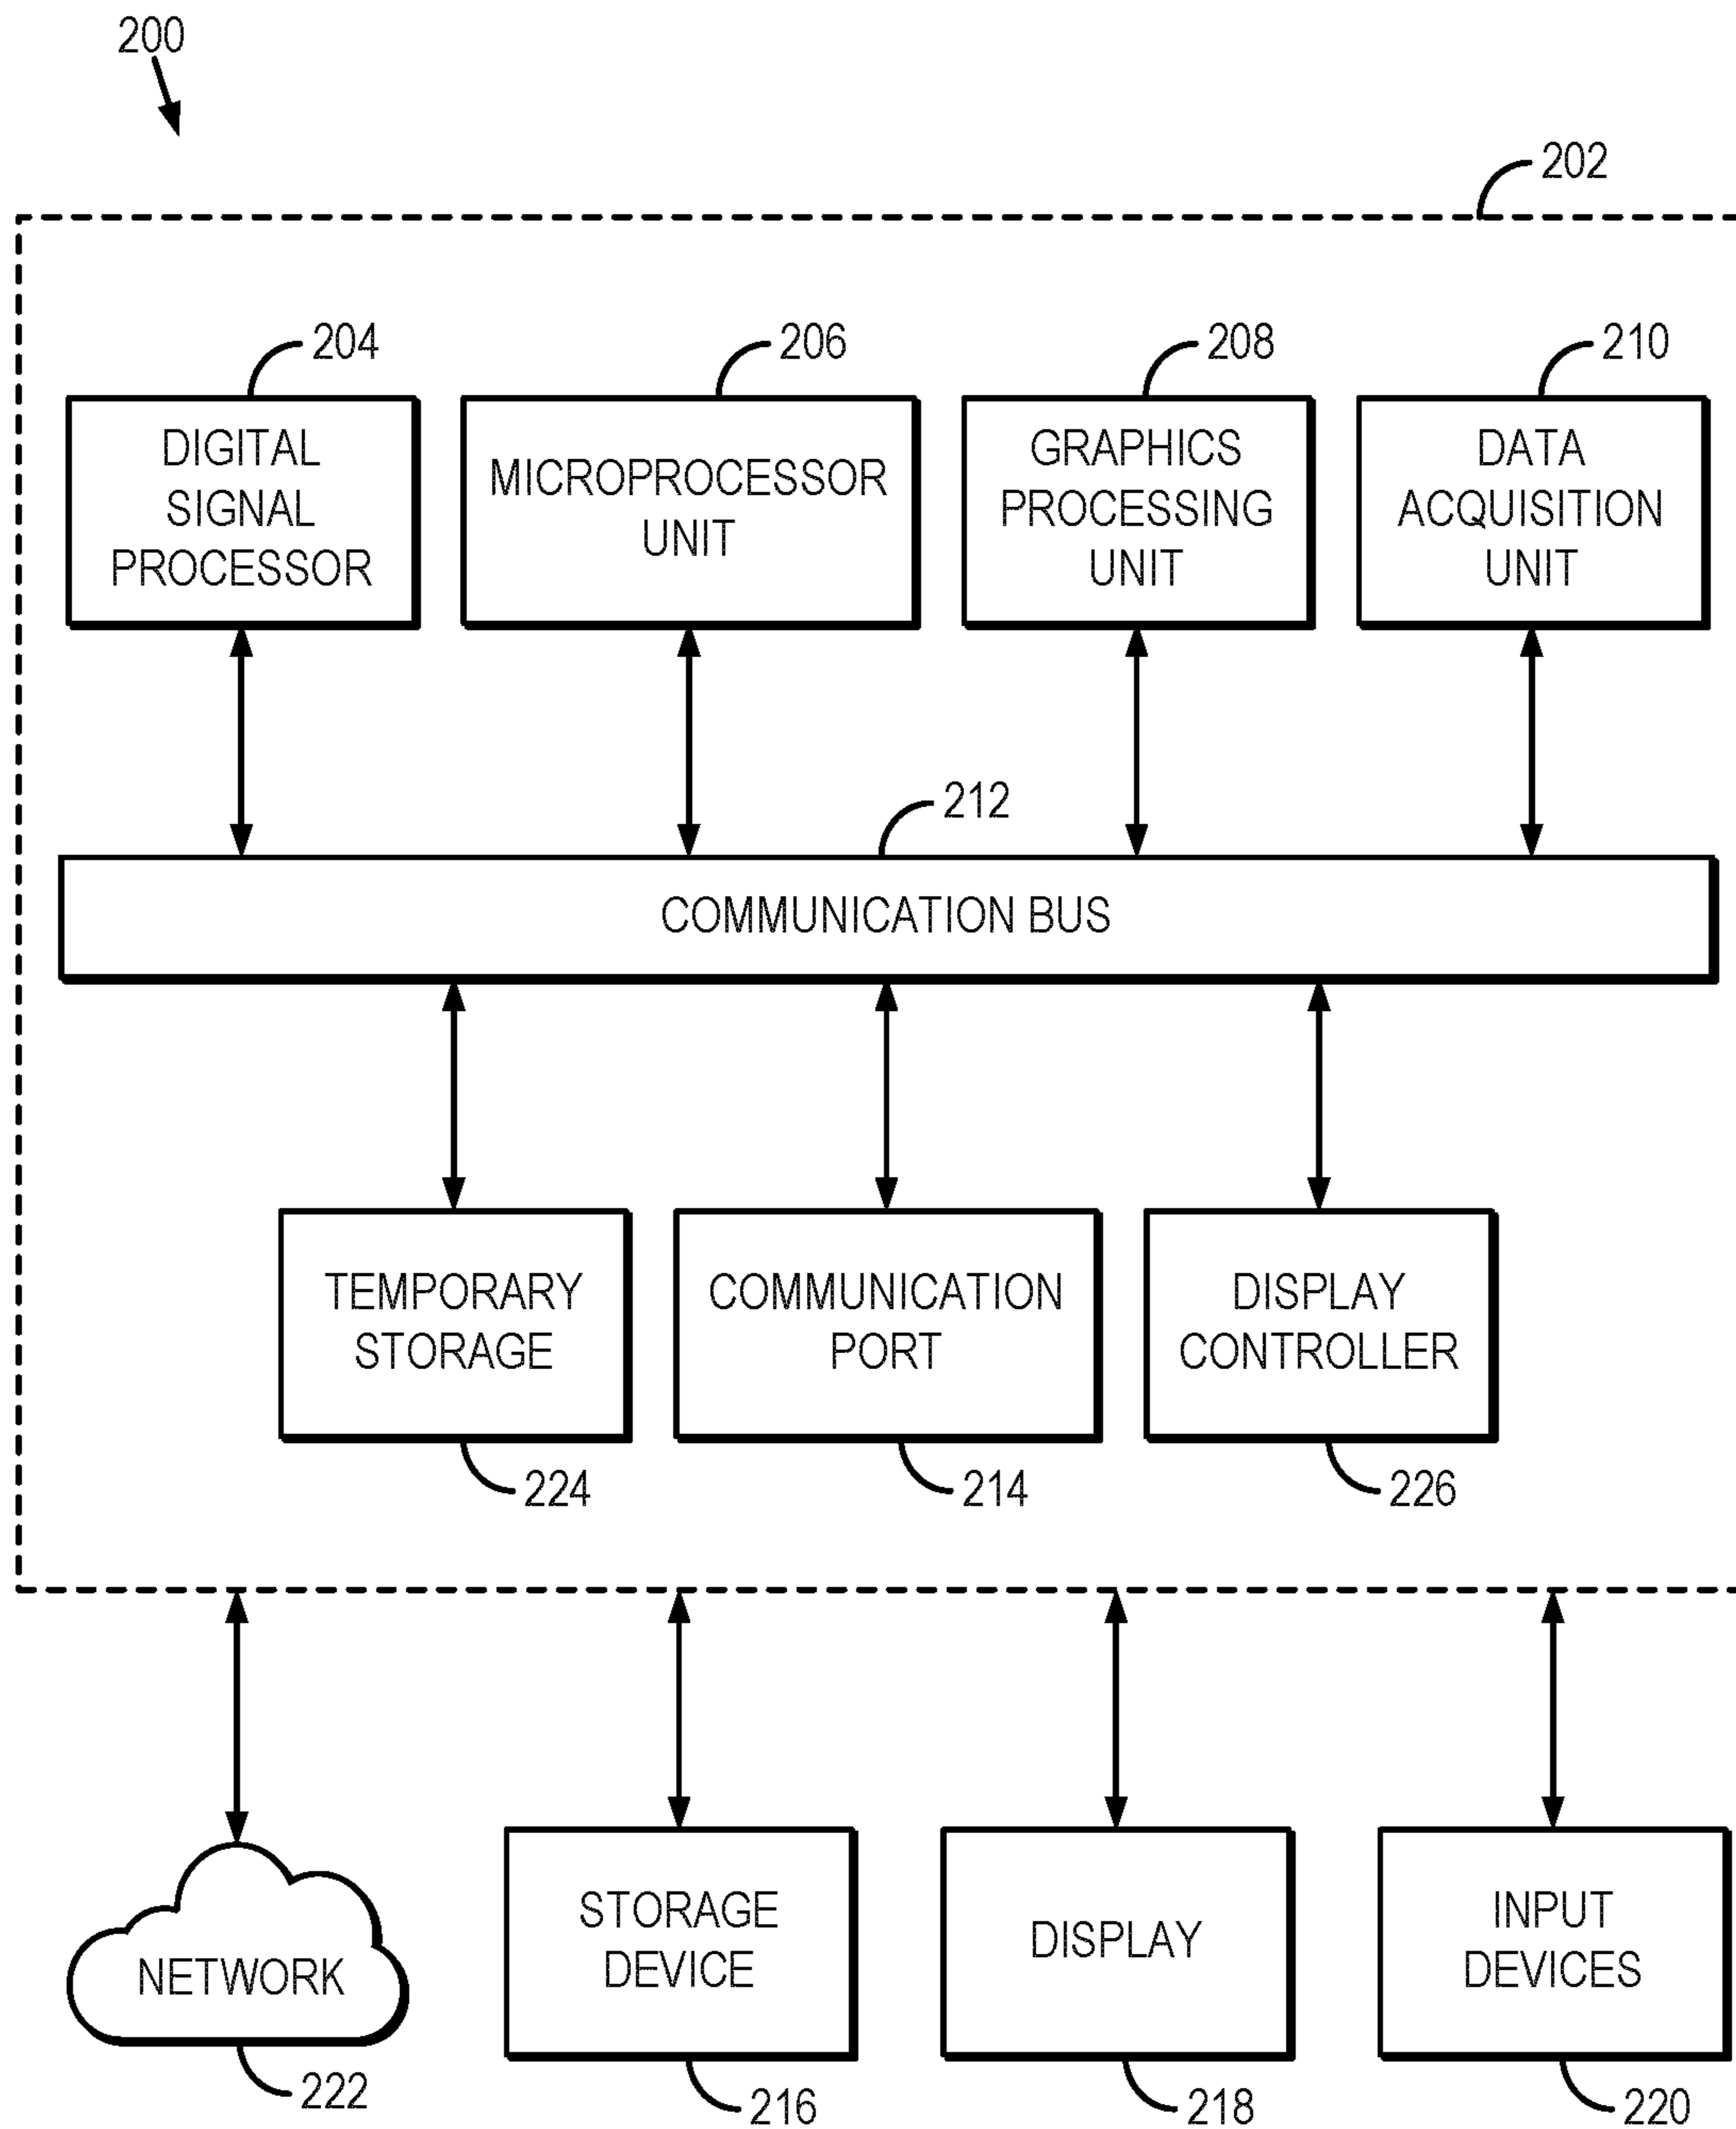 200
202
204
206
208
210
DIGITAL
SIGNAL
PROCESSOR
MICROPROCESSOR
UNIT
GRAPHICS
PROCESSING
UNIT
DATA
ACQUISITION
UNIT
212
COMMUNICATION BUS
TEMPORARY
STORAGE
COMMUNICATION
PORT
DISPLAY
CONTROLLER
224
214
226
NETWORK
STORAGE
DEVICE
DISPLAY
INPUT
DEVICES
222
216
218
220